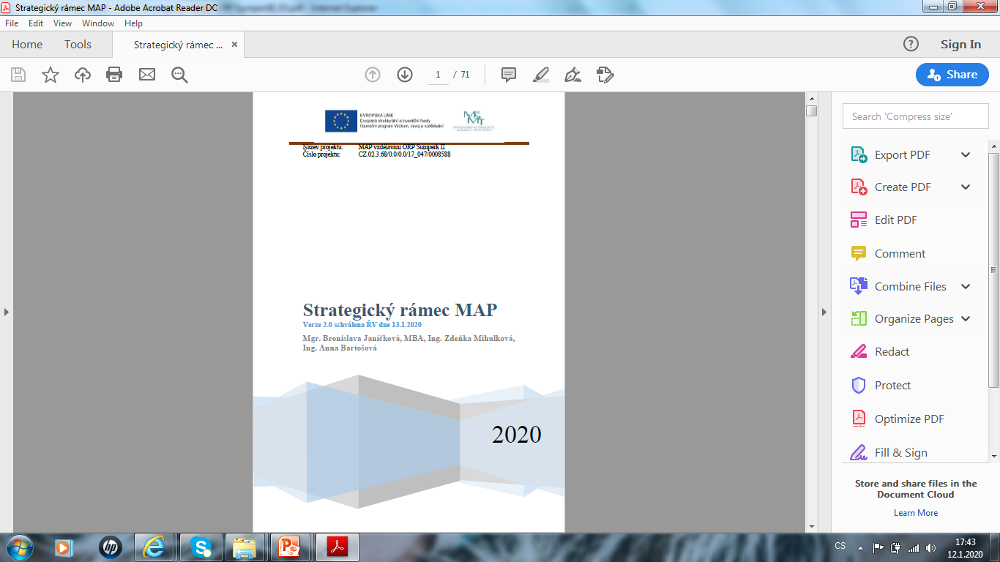 Strategický rámec MAP - Adobe Acrobat Reader DC
File Edit View Window Help
Home Tools Strategický rámec ... × Sign In
1 / 71
Share
EVROPSKÁ UNIE
Evropské strukturální a investiční fondy
Operační program Výzkum, vývoj a vzdělávání
MINISTERSTVO ŠKOLSTVÍ,
MLÁDEŽE A TĚLOVÝCHOVY
Název projektu: MAP vzdělávání ORP Šumperk II
Číslo projektu: CZ.02.3.68/0.0/0.0/17_047/0008588
Strategický rámec MAP
Verze 2.0 schválena ŘV dne 13.1.2020
Mgr. Bronislava Janíčková, MBA, Ing. Zdeňka Mihulková,
Ing. Anna Bartošová
2020
Search 'Compress size'
Export PDF
Create PDF
Edit PDF
Comment
Combine Files
Organize Pages
Redact
Protect
Optimize PDF
Fill & Sign
Store and share files in the
Document Cloud
Learn More
CS
17:43
12.1.2020